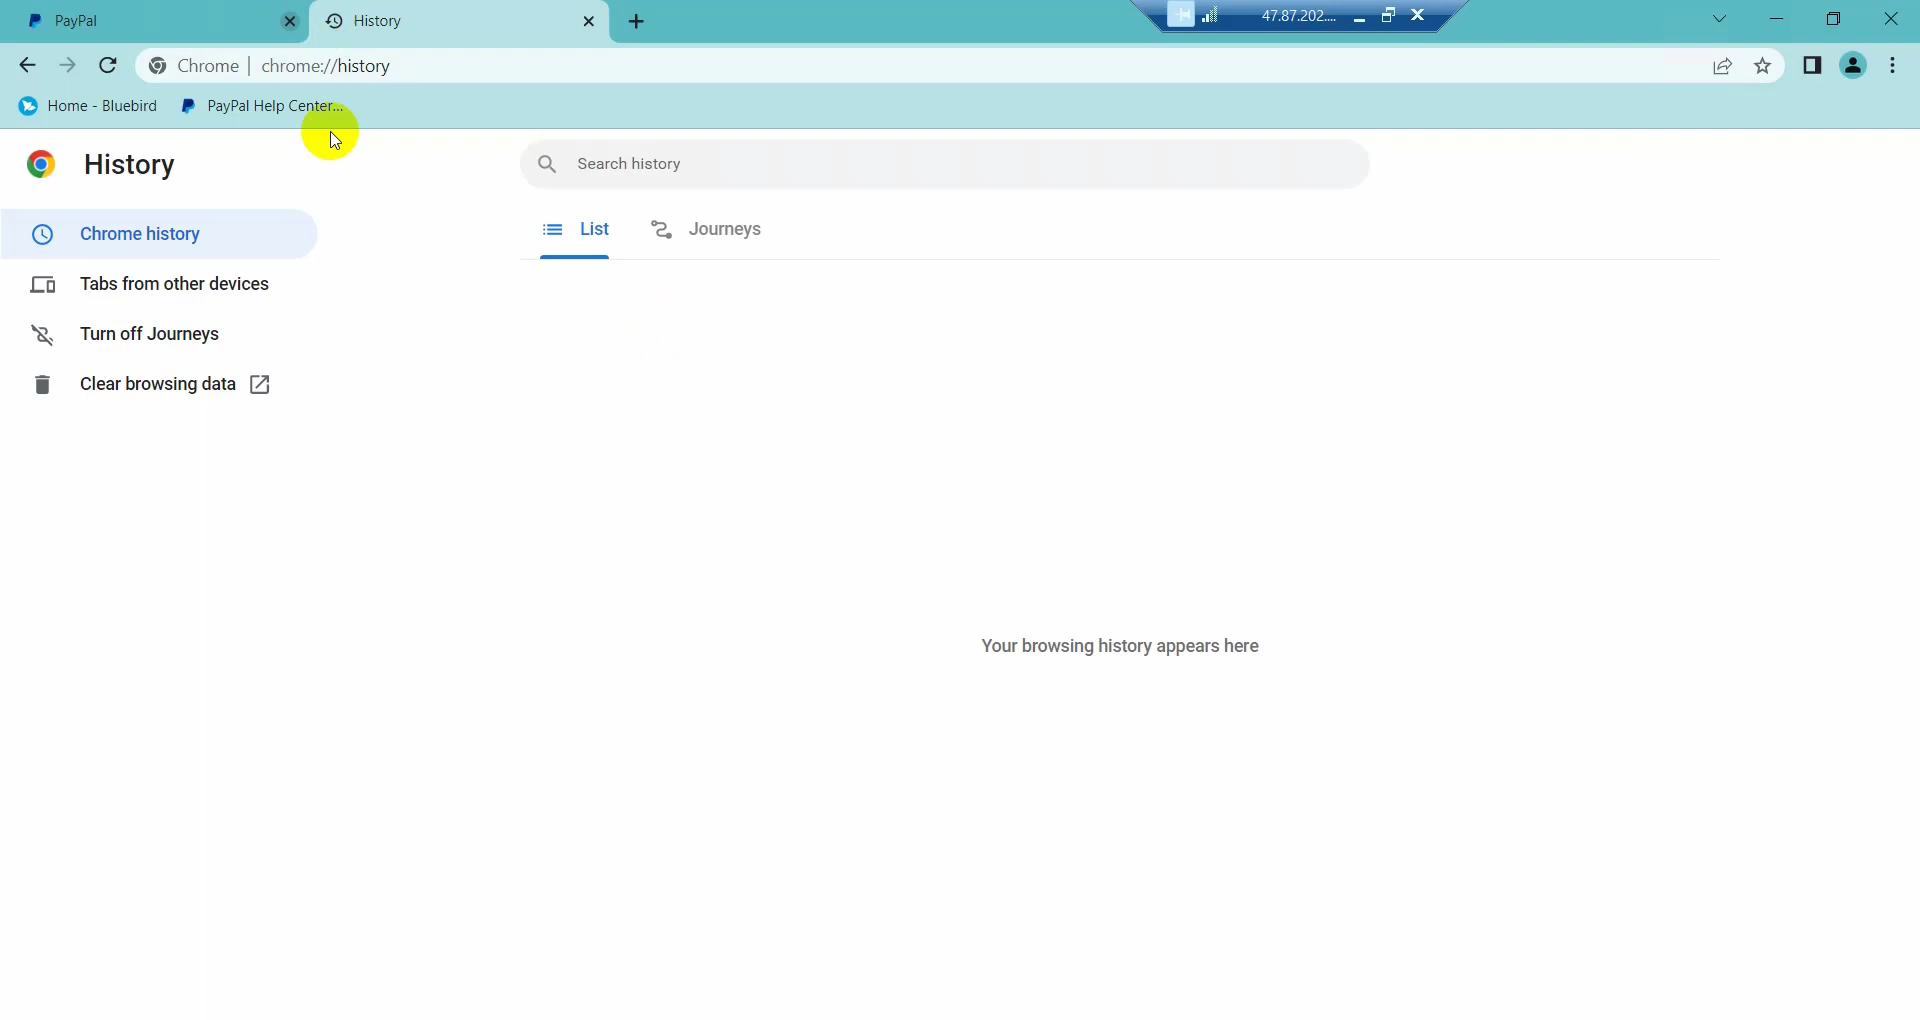 PayPal
History
47.87.202....
Chrome | chrome://history
Home - Bluebird
PayPal Help Center...
History
Search history
Chrome history
List
Journeys
Tabs from other devices
Turn off Journeys
Clear browsing data
Your browsing history appears here